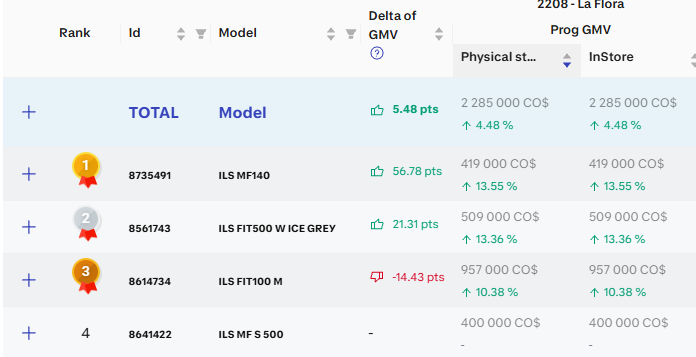 2208 - La Flora
Rank Id Model Delta of GMV Prog GMV
Physical st... InStore
TOTAL Model 5.48 pts 2 285 000 CO$ 2 285 000 CO$
↑ 4.48 % ↑ 4.48 %
1 8735491 ILS MF140 56.78 pts 419 000 CO$ 419 000 CO$
↑ 13.55 % ↑ 13.55 %
2 8561743 ILS FIT500 W ICE GREY 21.31 pts 509 000 CO$ 509 000 CO$
↑ 13.36 % ↑ 13.36 %
3 8614734 ILS FIT100 M -14.43 pts 957 000 CO$ 957 000 CO$
↑ 10.38 % ↑ 10.38 %
4 8641422 ILS MF S 500 - 400 000 CO$ 400 000 CO$
- -